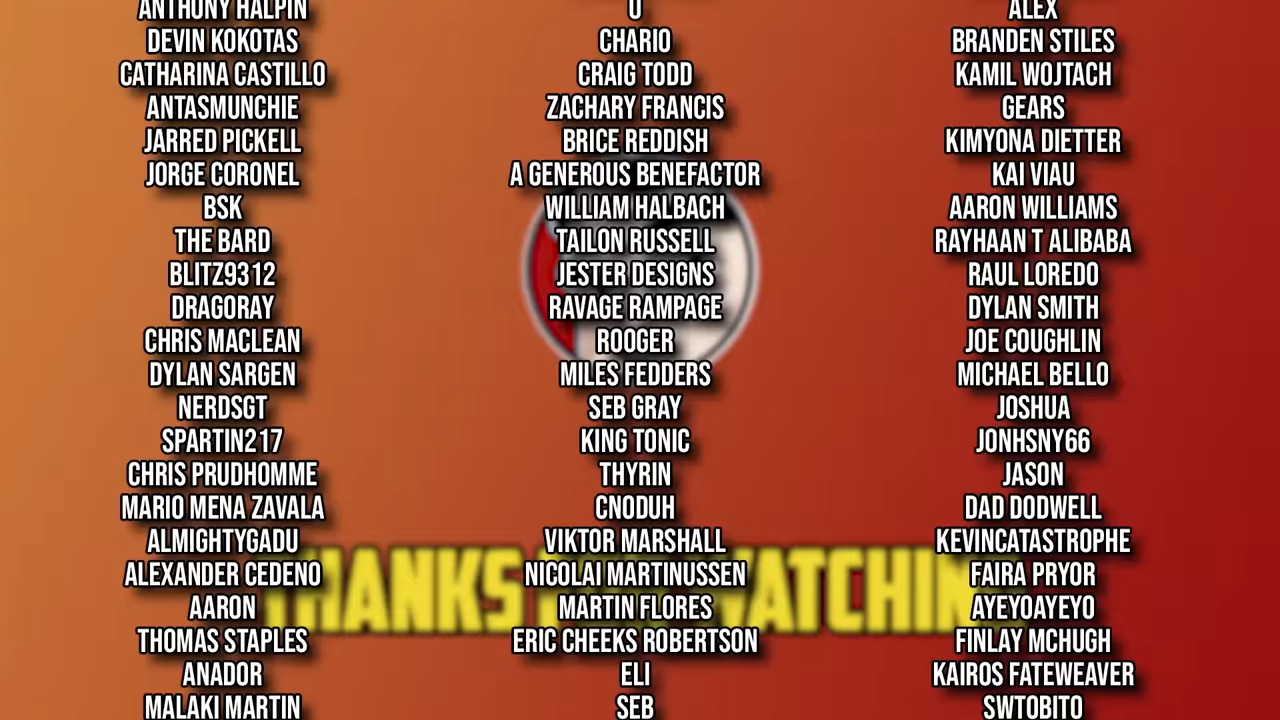 ANTHONY HALPIN
DEVIN KOKOTAS
CATHARINA CASTILLO
ANTASMUNCHIE
JARRED PICKELL
JORGE CORONEL
BSK
THE BARD
BLITZ9312
DRAGORAY
CHRIS MACLEAN
DYLAN SARGEN
NERDSGT
SPARTIN217
CHRIS PRUDHOMME
MARIO MENA ZAVALA
ALMIGHTYGADU
ALEXANDER CEDENO
AARON
THOMAS STAPLES
ANADOR
MALAKI MARTIN
CHARIO
CRAIG TODD
ZACHARY FRANCIS
BRICE REDDISH
A GENEROUS BENEFACTOR
WILLIAM HALBACH
TAILON RUSSELL
JESTER DESIGNS
RAVAGE RAMPAGE
ROOGER
MILES FEDDERS
SEB GRAY
KING TONIC
THYRIN
CNODUH
VIKTOR MARSHALL
NICOLAI MARTINUSSEN
MARTIN FLORES
ERIC CHEEKS ROBERTSON
ELI
SEB
ALEX
BRANDEN STILES
KAMIL WOJTACH
GEARS
KIMYONA DIETTER
KAI VIAU
AARON WILLIAMS
RAYHAAN T ALIBABA
RAUL LOREDO
DYLAN SMITH
JOE COUGHLIN
MICHAEL BELLO
JOSHUA
JONHSNY66
JASON
DAD DODWELL
KEVINCATASTROPHE
FAIRA PRYOR
AYEYOAYEYO
FINLAY MCHUGH
KAIROS FATEWEAVER
SWTOBITO
THANKS WATCHING